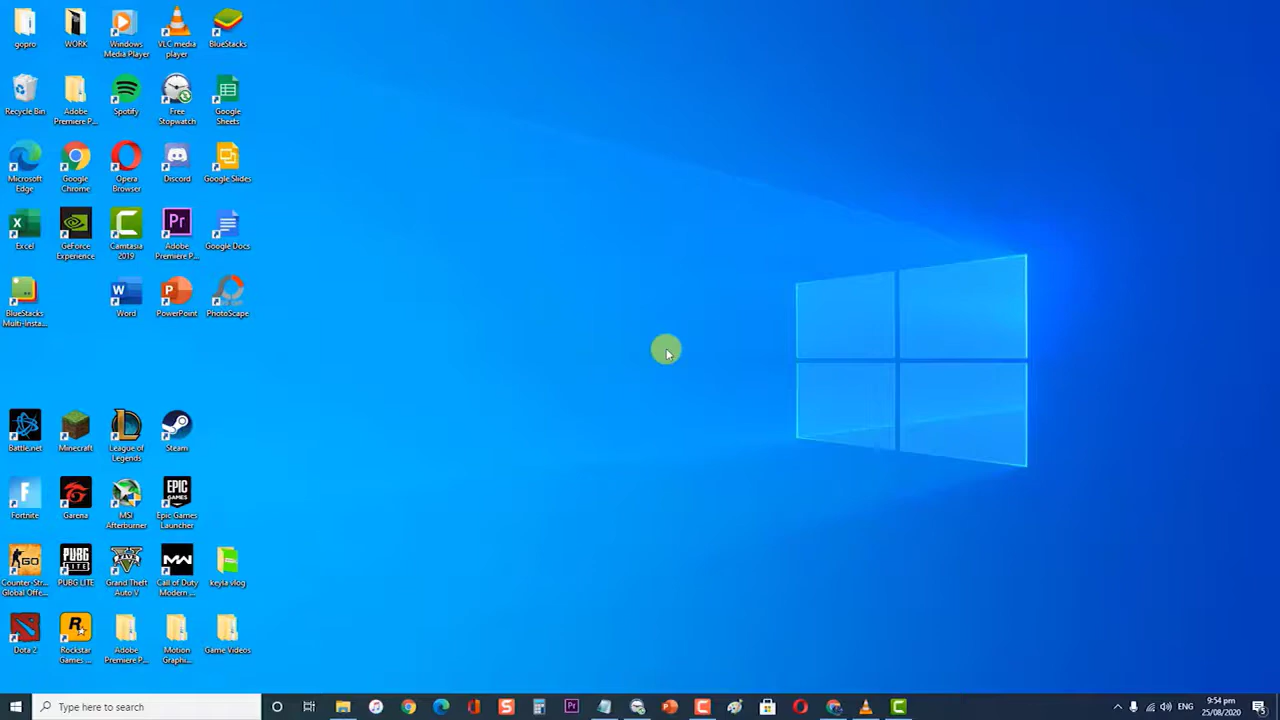 gopro
WORK
Windows
Media Player
VLC media
player
BlueStacks
Recycle Bin
Adobe
Premiere P...
Spotify
Free
Stopwatch
Google
Sheets
Microsoft
Edge
Google
Chrome
Opera
Browser
Discord
Google Slides
Excel
GeForce
Experience
Camtasia
2019
Pr
Adobe
Premiere P...
Google Docs
BlueStacks
Multi-Insta...
W
Word
P
PowerPoint
PhotoScape
Battle.net
Minecraft
League of
Legends
Steam
F
Fortnite
Garena
MSI
Afterburner
EPIC
GAMES
Epic Games
Launcher
GO
Counter-Str...
Global Offe...
PUBG
LITE
PUBG LITE
Grand Theft
Auto V
MW
Call of Duty
Modern ...
keyia vlog
Dota 2
R
Rockstar
Games ...
Adobe
Premiere P...
Motion
Graphi...
Game Videos
Type here to search
Pr
ENG
9:54 pm
25/08/2020